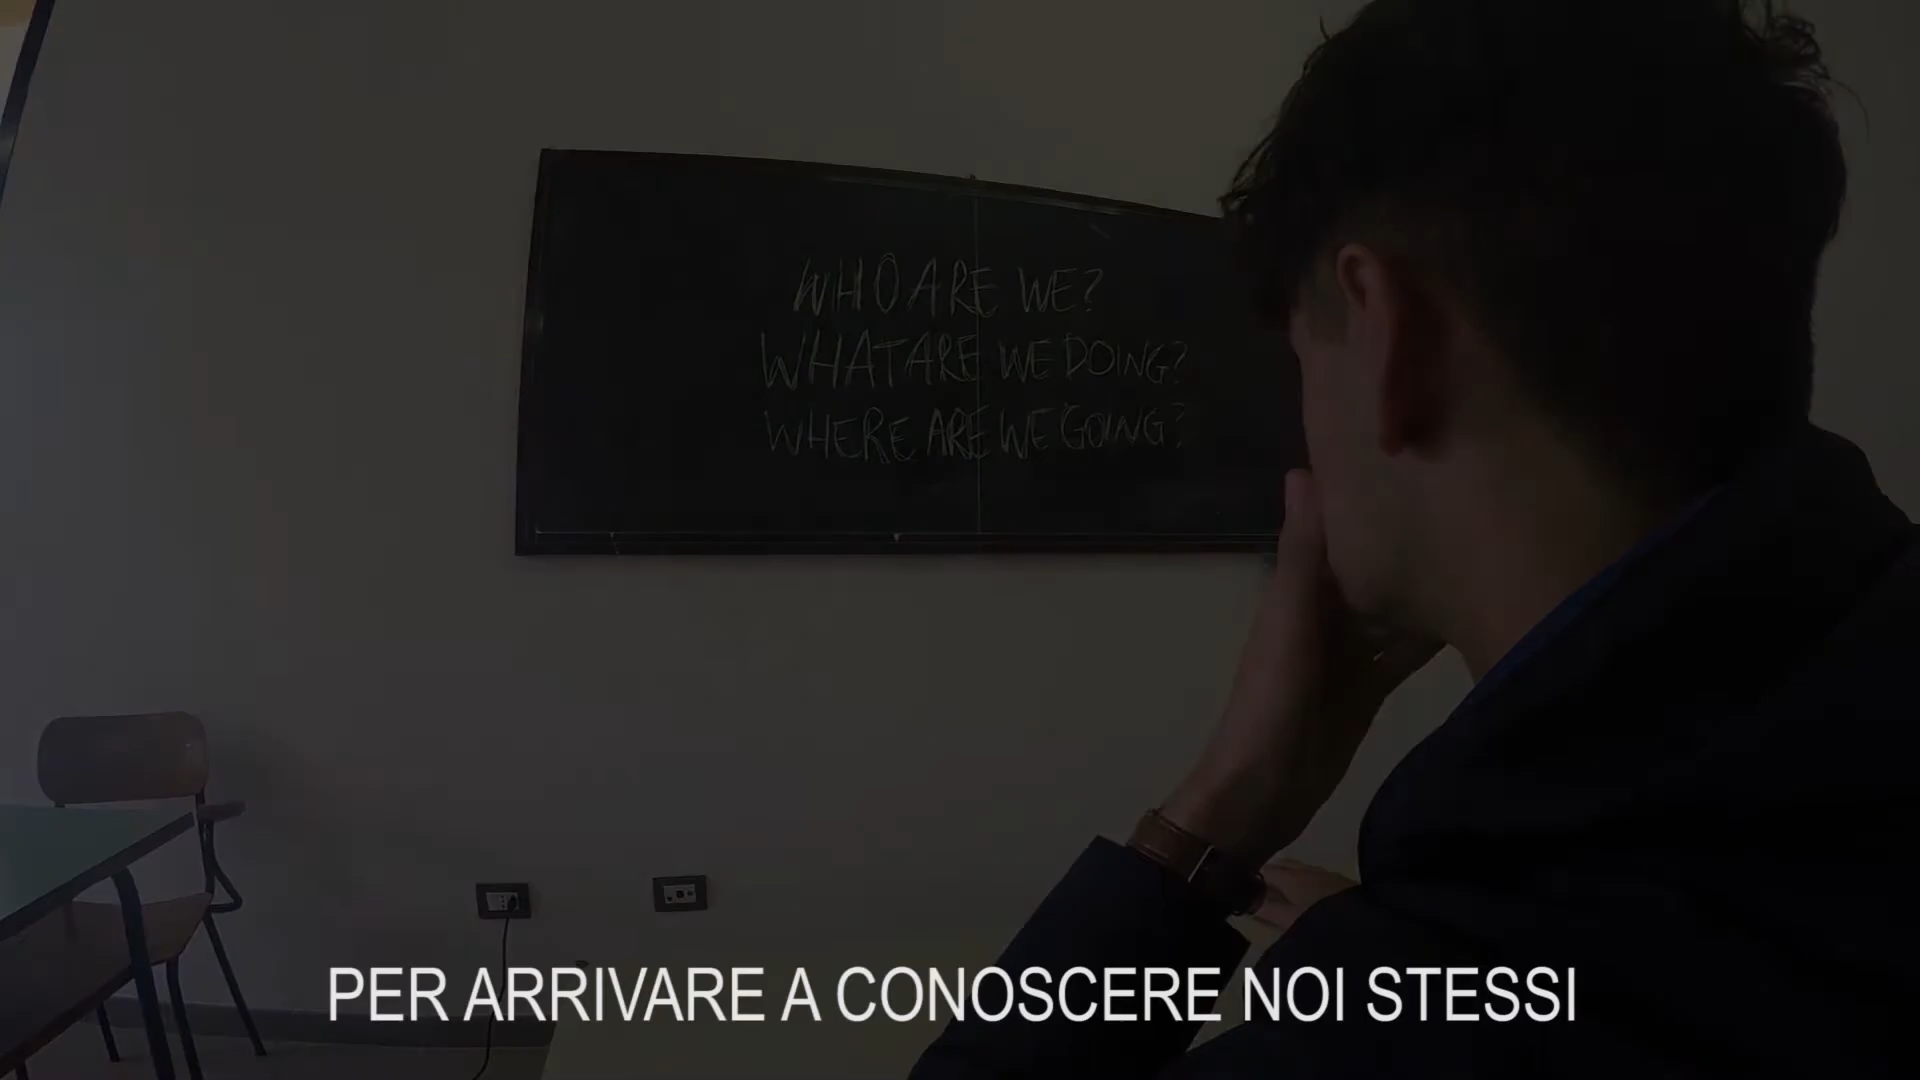 WHO ARE WE?
WHAT ARE WE DOING?
WHERE ARE WE GOING?
PER ARRIVARE A CONOSCERE NOI STESSI